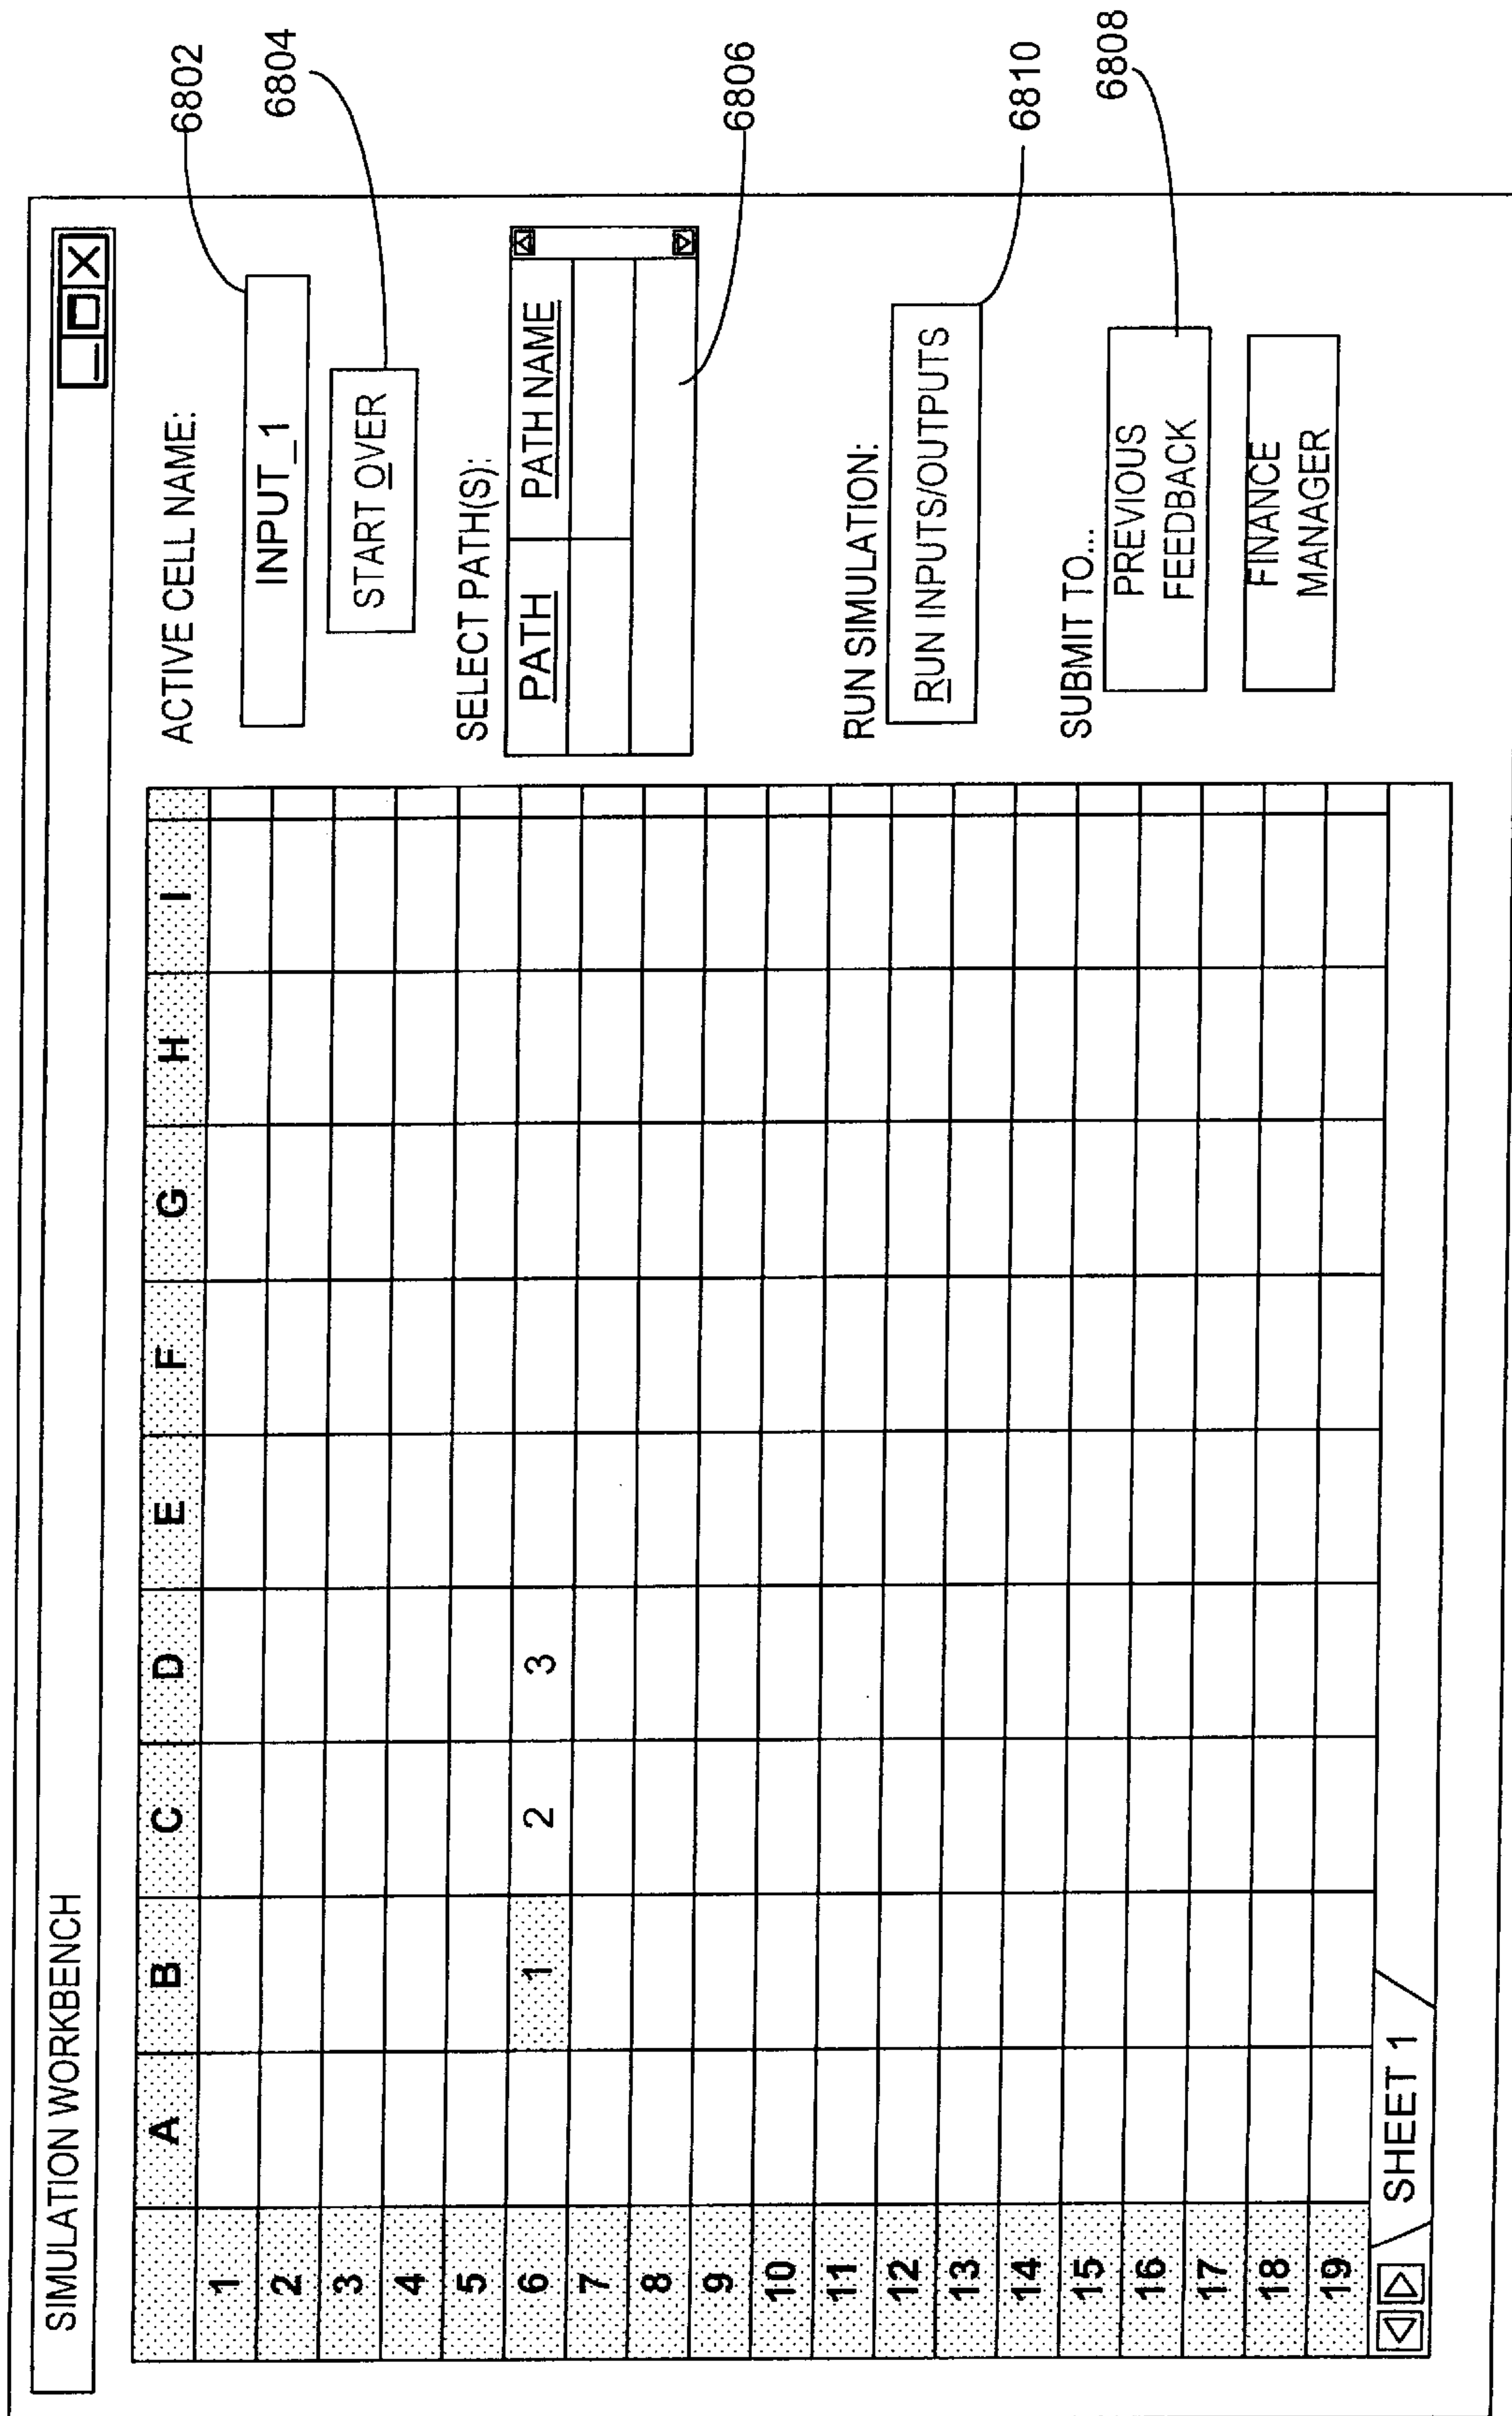 SIMULATION WORKBENCH
A B C D E F G H I
1
2
3
4
5
6 1 2 3
7
8
9
10
11
12
13
14
15
16
17
18
19
SHEET 1
ACTIVE CELL NAME:
INPUT_1
START OVER
SELECT PATH(S):
PATH PATH NAME
RUN SIMULATION:
RUN INPUTS/OUTPUTS
SUBMIT TO...
PREVIOUS
FEEDBACK
FINANCE
MANAGER
6802
6804
6806
6810
6808